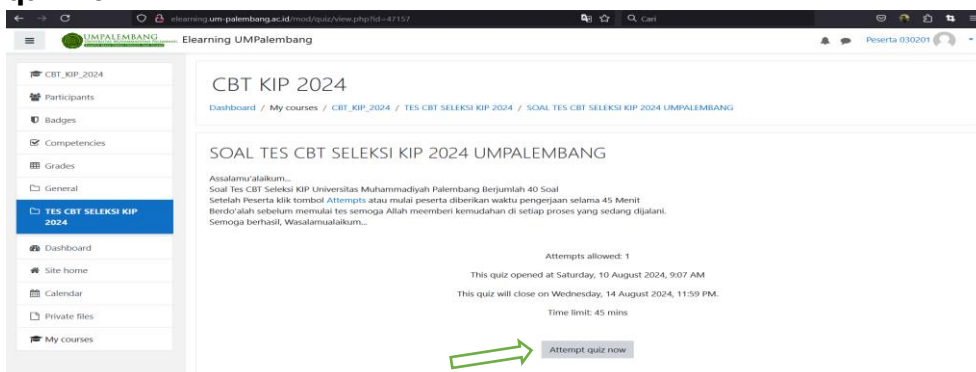 elearning.um-palembang.ac.id/mod/quiz/view.php?id=47157
Cari
UMPALEMBANG
Elearning UMPalembang
Peserta 030201
CBT_KIP_2024
Participants
Badges
Competencies
Grades
General
TES CBT SELEKSI KIP
2024
Dashboard
Site home
Calendar
Private files
My courses
CBT KIP 2024
Dashboard / My courses / CBT_KIP_2024 / TES CBT SELEKSI KIP 2024 / SOAL TES CBT SELEKSI KIP 2024 UMPALEMBANG
SOAL TES CBT SELEKSI KIP 2024 UMPALEMBANG
Assalamu'alaikum...
Soal Tes CBT Seleksi KIP Universitas Muhammadiyah Palembang Berjumlah 40 Soal
Setelah Peserta klik tombol Attempts atau mulai peserta diberikan waktu pengerjaan selama 45 Menit
Berdo'alah sebelum memulai tes semoga Allah meemberi kemudahan di setiap proses yang sedang dijalani.
Semoga berhasil, Wasalamualaikum...
Attempts allowed: 1
This quiz opened at Saturday, 10 August 2024, 9:07 AM
This quiz will close on Wednesday, 14 August 2024, 11:59 PM.
Time limit: 45 mins
Attempt quiz now